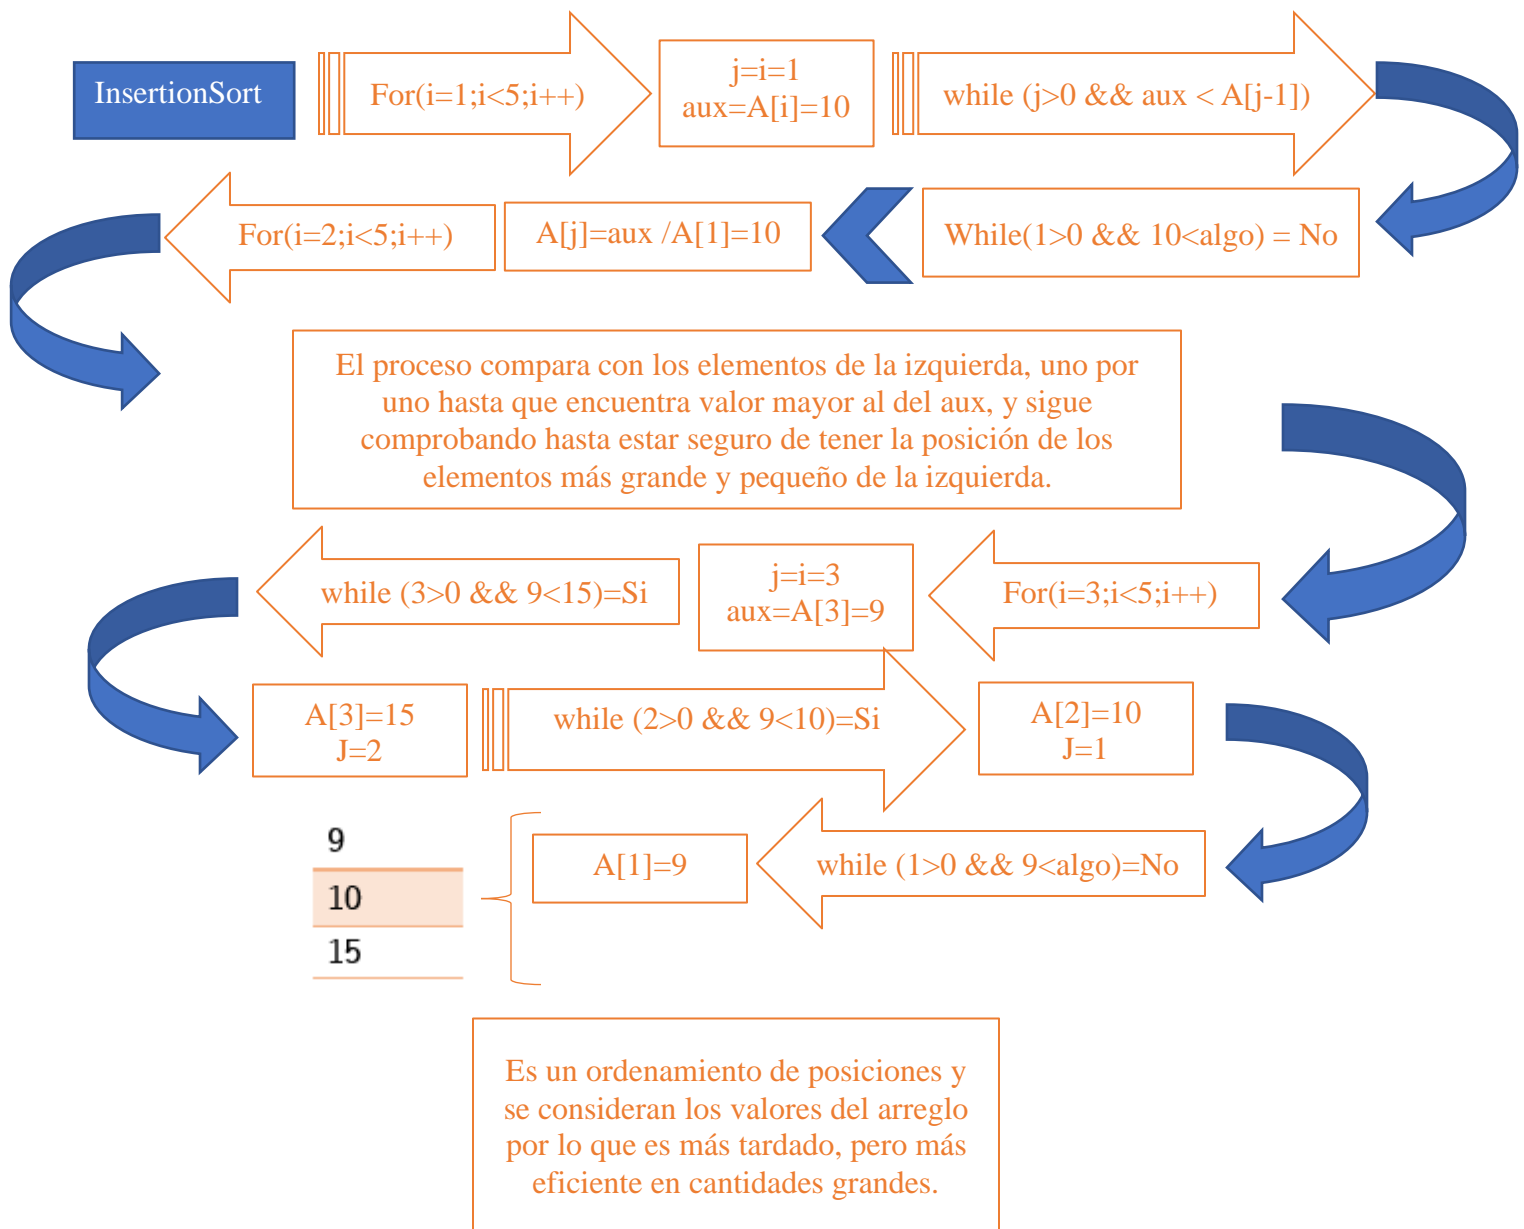 InsertionSort
For(i=1;i<5;i++)
j=i=1
aux=A[i]=10
while (j>0 && aux < A[j-1])
While(1>0 && 10<algo) = No
A[j]=aux /A[1]=10
For(i=2;i<5;i++)
El proceso compara con los elementos de la izquierda, uno por
uno hasta que encuentra valor mayor al del aux, y sigue
comprobando hasta estar seguro de tener la posición de los
elementos más grande y pequeño de la izquierda.
For(i=3;i<5;i++)
j=i=3
aux=A[3]=9
while (3>0 && 9<15)=Si
A[3]=15
J=2
while (2>0 && 9<10)=Si
A[2]=10
J=1
while (1>0 && 9<algo)=No
A[1]=9
9
10
15
Es un ordenamiento de posiciones y
se consideran los valores del arreglo
por lo que es más tardado, pero más
eficiente en cantidades grandes.